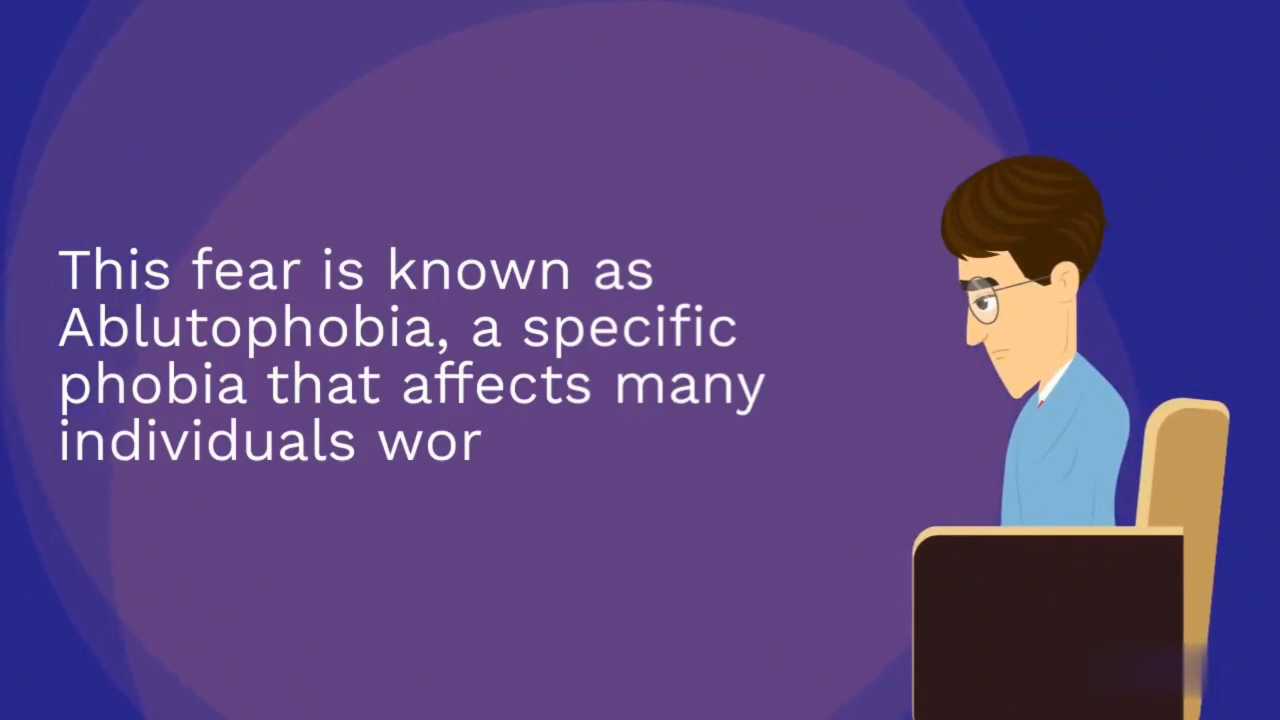 This fear is known as
Ablutophobia, a specific
phobia that affects many
individuals wor